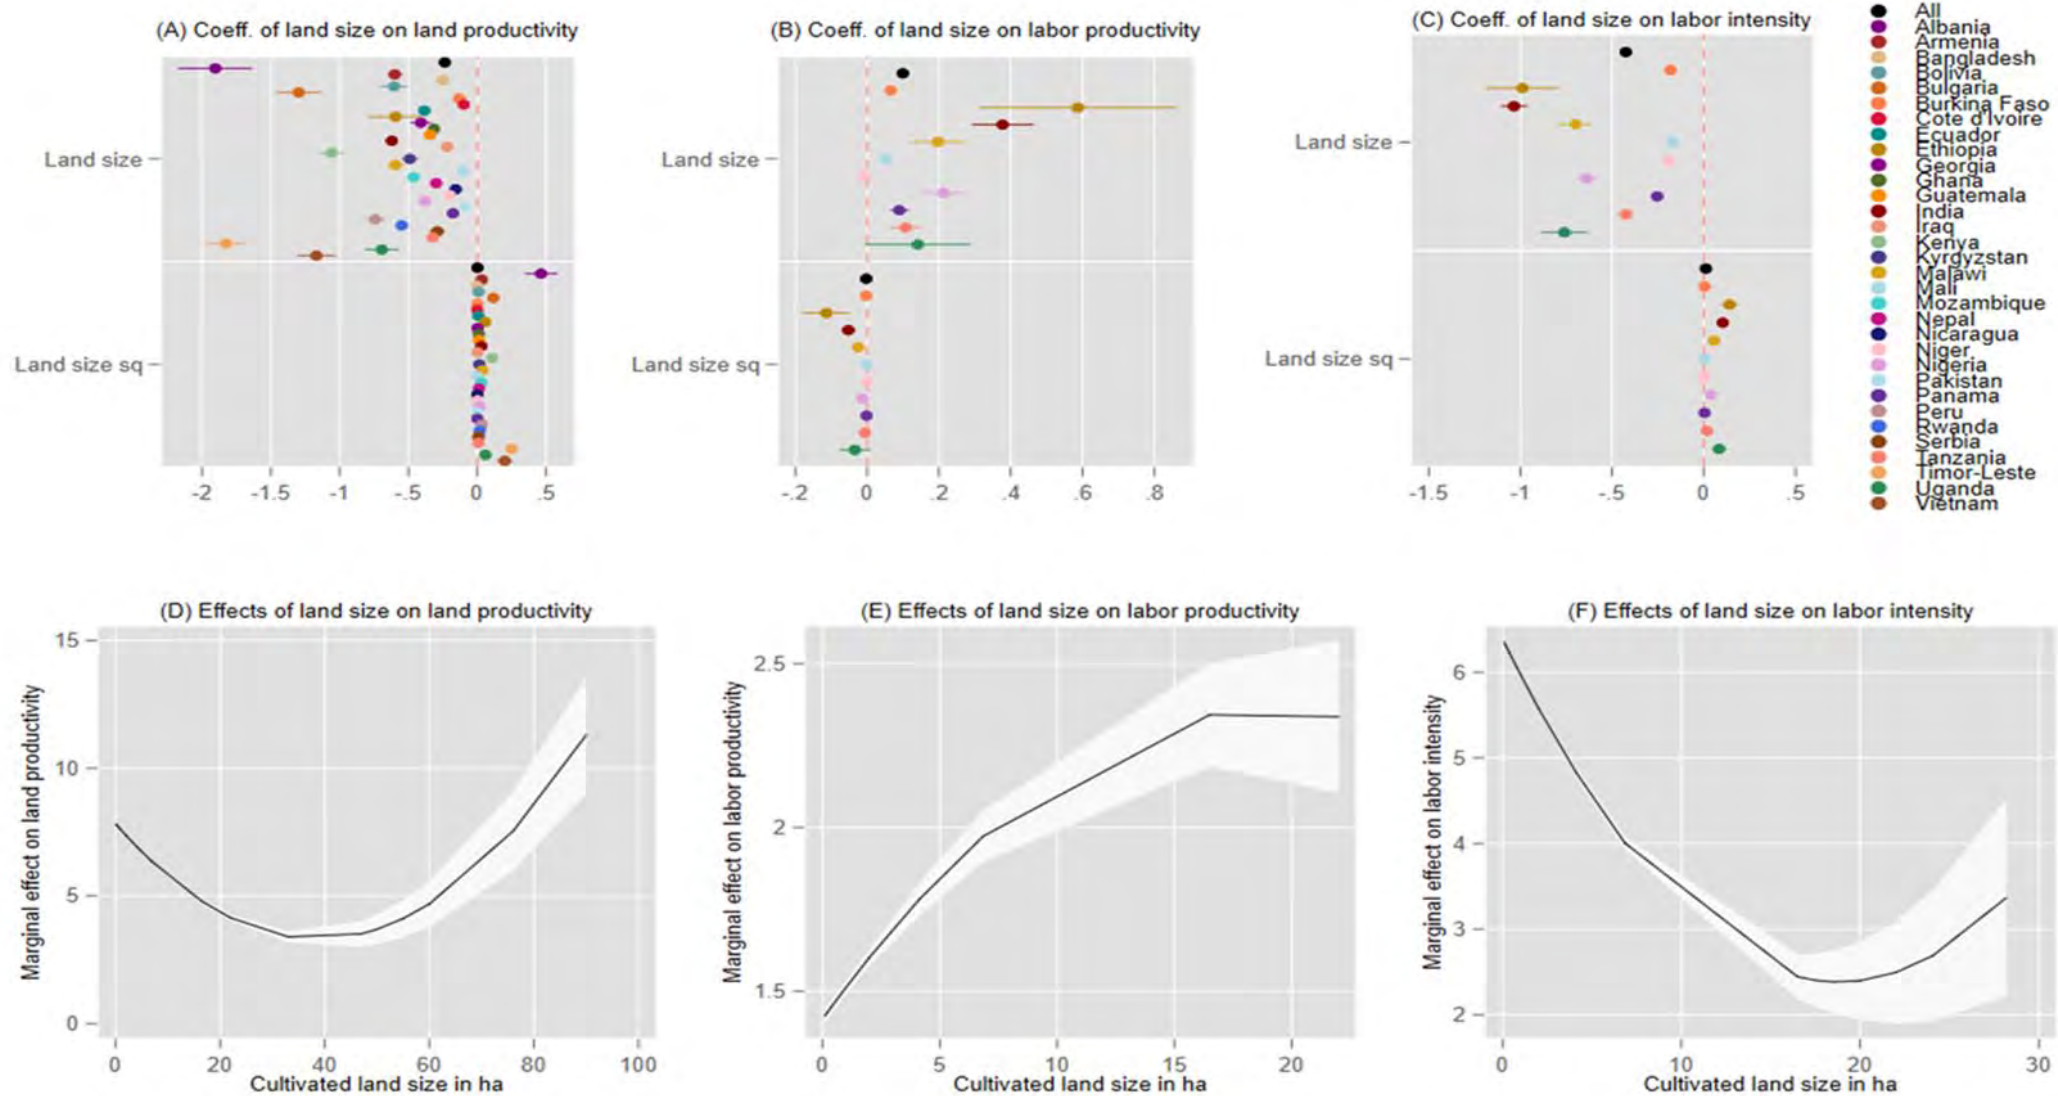 (A) Coeff. of land size on land productivity
Land size
Land size sq
-2 -1.5 -1 -.5 0 .5
(B) Coeff. of land size on labor productivity
Land size
Land size sq
-.2 0 .2 .4 .6 .8
(C) Coeff. of land size on labor intensity
Land size
Land size sq
-1.5 -1 -.5 0 .5
All
Albania
Armenia
Bangladesh
Bolivia
Bulgaria
Burkina Faso
Cote d'Ivoire
Ecuador
Ethiopia
Georgia
Ghana
Guatemala
India
Iraq
Kenya
Kyrgyzstan
Malawi
Mali
Mozambique
Nepal
Nicaragua
Niger
Nigeria
Pakistan
Panama
Peru
Rwanda
Serbia
Tanzania
Timor-Leste
Uganda
Vietnam
(D) Effects of land size on land productivity
Marginal effect on land productivity
15
10
5
0
0 20 40 60 80 100
Cultivated land size in ha
(E) Effects of land size on labor productivity
Marginal effect on labor productivity
2.5
2
1.5
0 5 10 15 20
Cultivated land size in ha
(F) Effects of land size on labor intensity
Marginal effect on labor intensity
6
5
4
3
2
0 10 20 30
Cultivated land size in ha